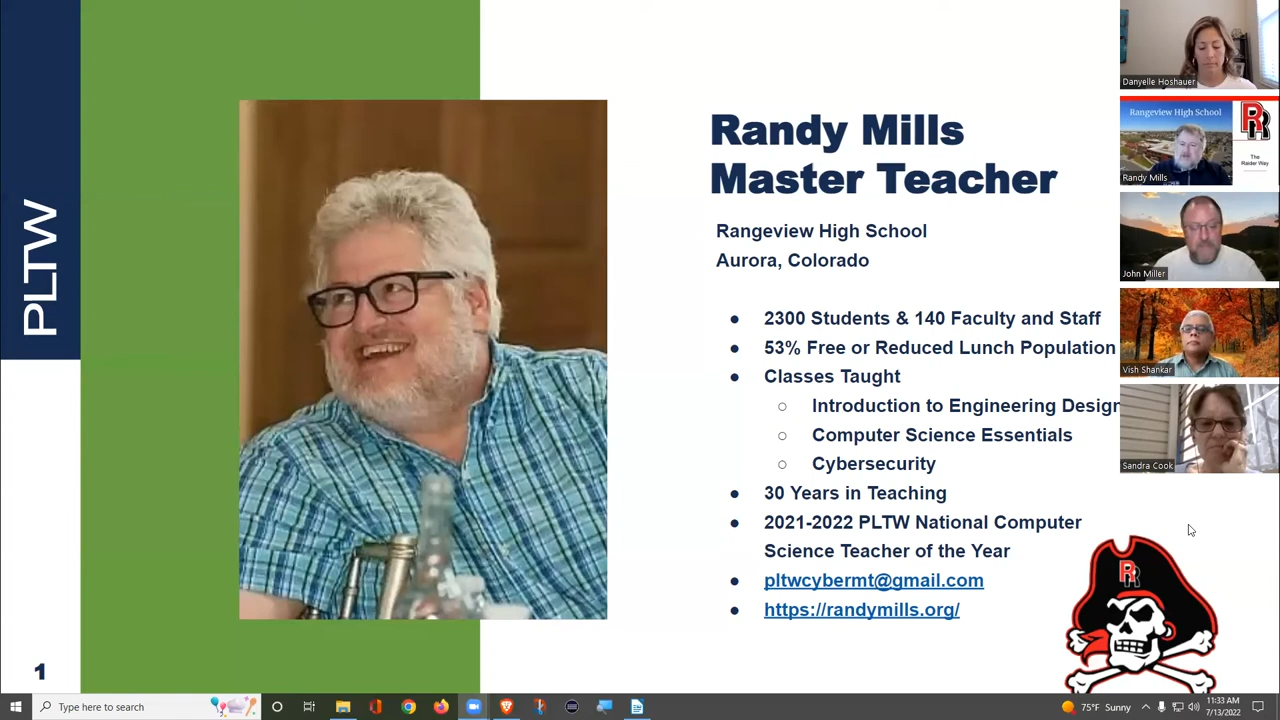 PLTW
1
Randy Mills
Master Teacher
Rangeview High School
Aurora, Colorado
● 2300 Students & 140 Faculty and Staff
● 53% Free or Reduced Lunch Population
● Classes Taught
○ Introduction to Engineering Design
○ Computer Science Essentials
○ Cybersecurity
● 30 Years in Teaching
● 2021-2022 PLTW National Computer
Science Teacher of the Year
● pltwcybermt@gmail.com
● https://randymills.org/
R R
Danyelle Hoshauer
Rangeview High School
R R
The
Raider Way
Randy Mills
John Miller
Vish Shankar
Sandra Cook
Type here to search
75°F Sunny
11:33 AM
7/13/2022